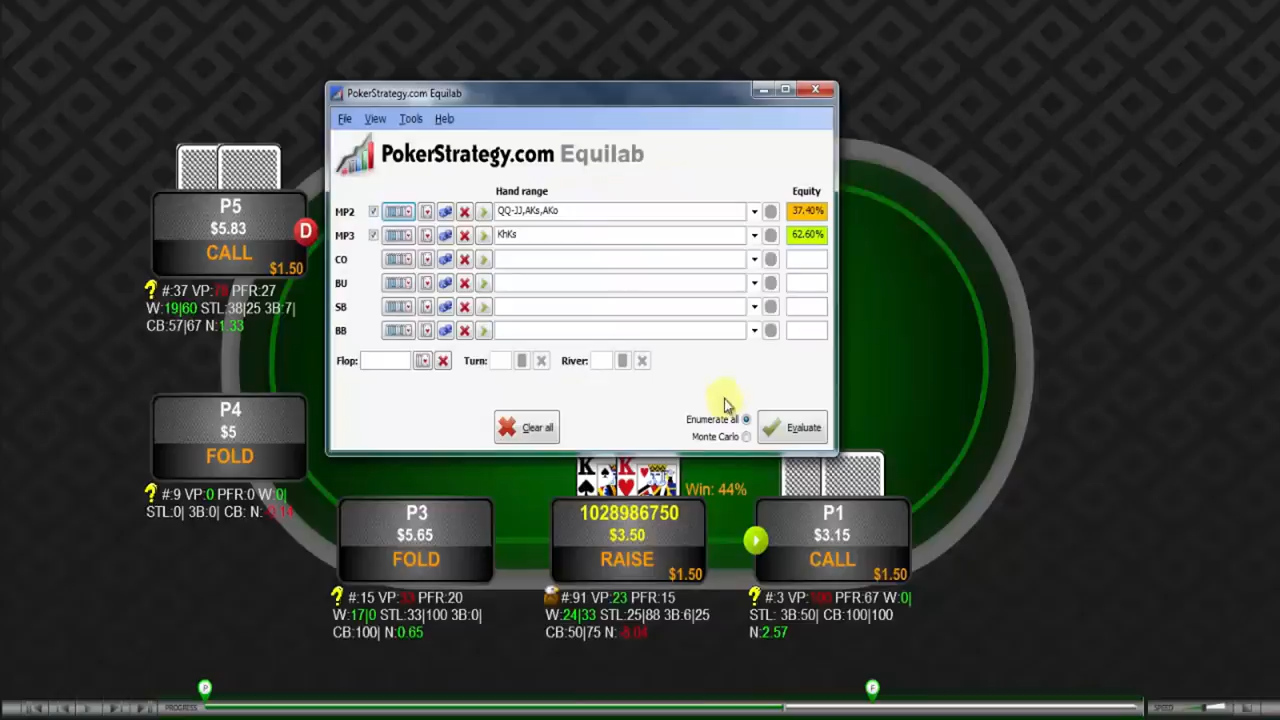 PokerStrategy.com Equilab
File View Tools Help
PokerStrategy.com Equilab
Hand range Equity
MP2 QQ-JJ,AKs,AKo 37.40%
MP3 KhKs 62.60%
CO
BU
SB
BB
Flop: Turn: River:
Enumerate all
Clear all Evaluate
Monte Carlo
P5
$5.83
CALL
$1.50
D
#:37 VP: PFR:27
W:19|60 STL:38|25 3B:7|
CB:57|67 N:1.33
P4
$5
FOLD
#:9 VP:0 PFR:0 W:0|
STL:0| 3B:0| CB: N:
K K
Win: 44%
P3
$5.65
FOLD
#:15 VP: PFR:20
W:17|0 STL:33|100 3B:0|
CB:100| N:0.65
1028986750
$3.50
RAISE
$1.50
#:91 VP:23 PFR:15
W:24|33 STL:25|88 3B:6|25
CB:50|75 N:
P1
$3.15
CALL
$1.50
#:3 VP: PFR:67 W:0|
STL: 3B:50| CB:100|100
N:2.57
P F
PROGRESS SPEED